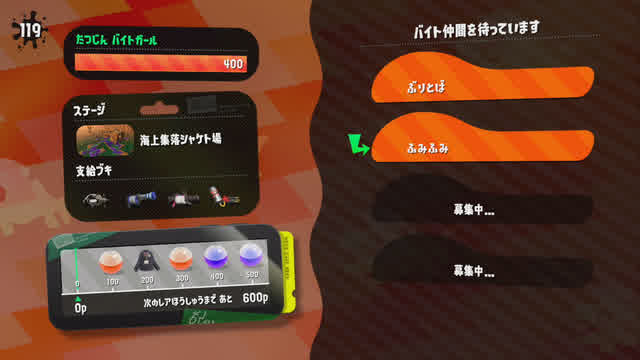 119
たつじん バイトガール
400
ステージ
海上集落シャケト場
支給ブキ
0 100 200 300 400 500
0p
次のレアほうしゅうまで あと 600p
バイト仲間を待っています
ぶりとば
ふみふみ
募集中...
募集中...